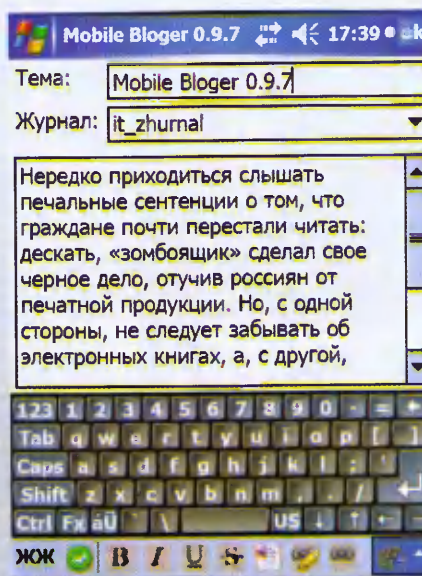 Mobile Bloger 0.9.7 17:39
Тема: Mobile Bloger 0.9.7
Журнал: it_zhurnal
Нередко приходиться слышать
печальные сентенции о том, что
граждане почти перестали читать:
дескать, «зомбоящик» сделал свое
черное дело, отучив россиян от
печатной продукции. Но, с одной
стороны, не следует забывать об
электронных книгах, а, с другой,
123 1 2 3 4 5 6 7 8 9 0 - =
Tab q w e r t y u i o p [ ]
Caps a s d f g h j k l ; '
Shift z x c v b n m , . /
Ctrl Fx áü ` \ US
ЖЖ B I U S